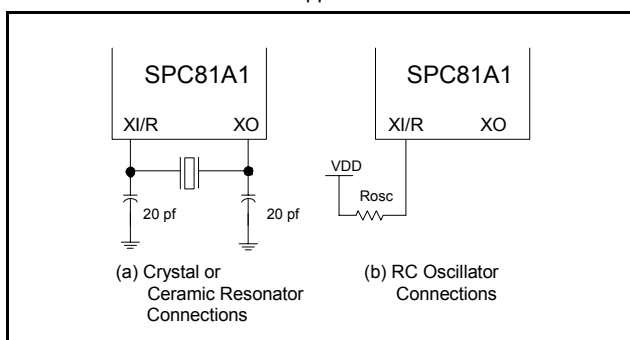 SPC81A1
XI/R XO
20 pf 20 pf
(a) Crystal or
Ceramic Resonator
Connections
SPC81A1
XI/R XO
VDD
Rosc
(b) RC Oscillator
Connections